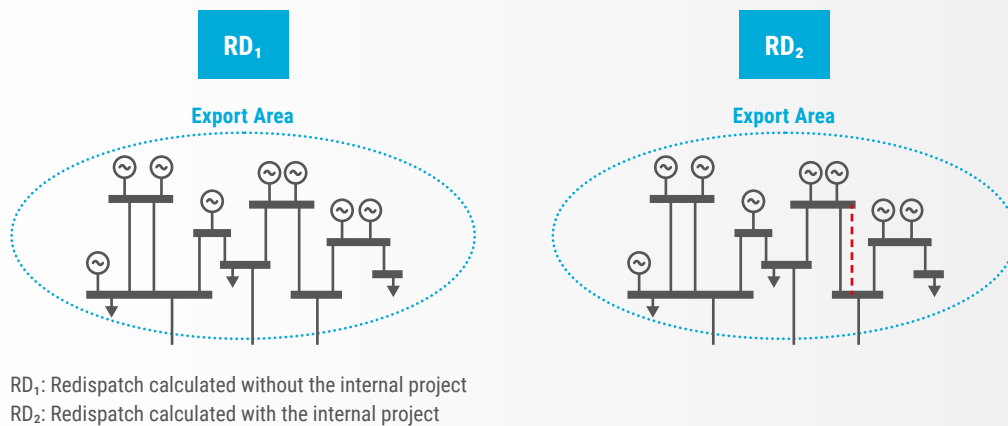 RD₁
RD₂
Export Area
Export Area
RD₁: Redispatch calculated without the internal project
RD₂: Redispatch calculated with the internal project